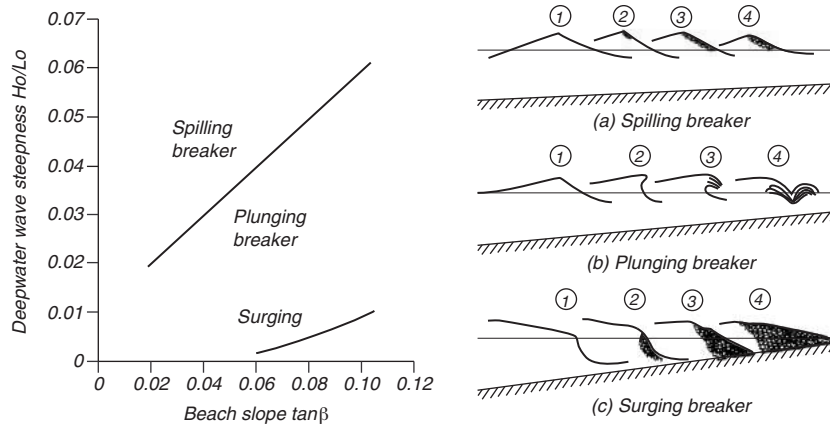 Deepwater wave steepness Ho/Lo
0.07
0.06
0.05
0.04
0.03
0.02
0.01
0
Spilling
breaker
Plunging
breaker
Surging
0 0.02 0.04 0.06 0.08 0.10 0.12
Beach slope tanβ
1 2 3 4
(a) Spilling breaker
1 2 3 4
(b) Plunging breaker
1 2 3 4
(c) Surging breaker